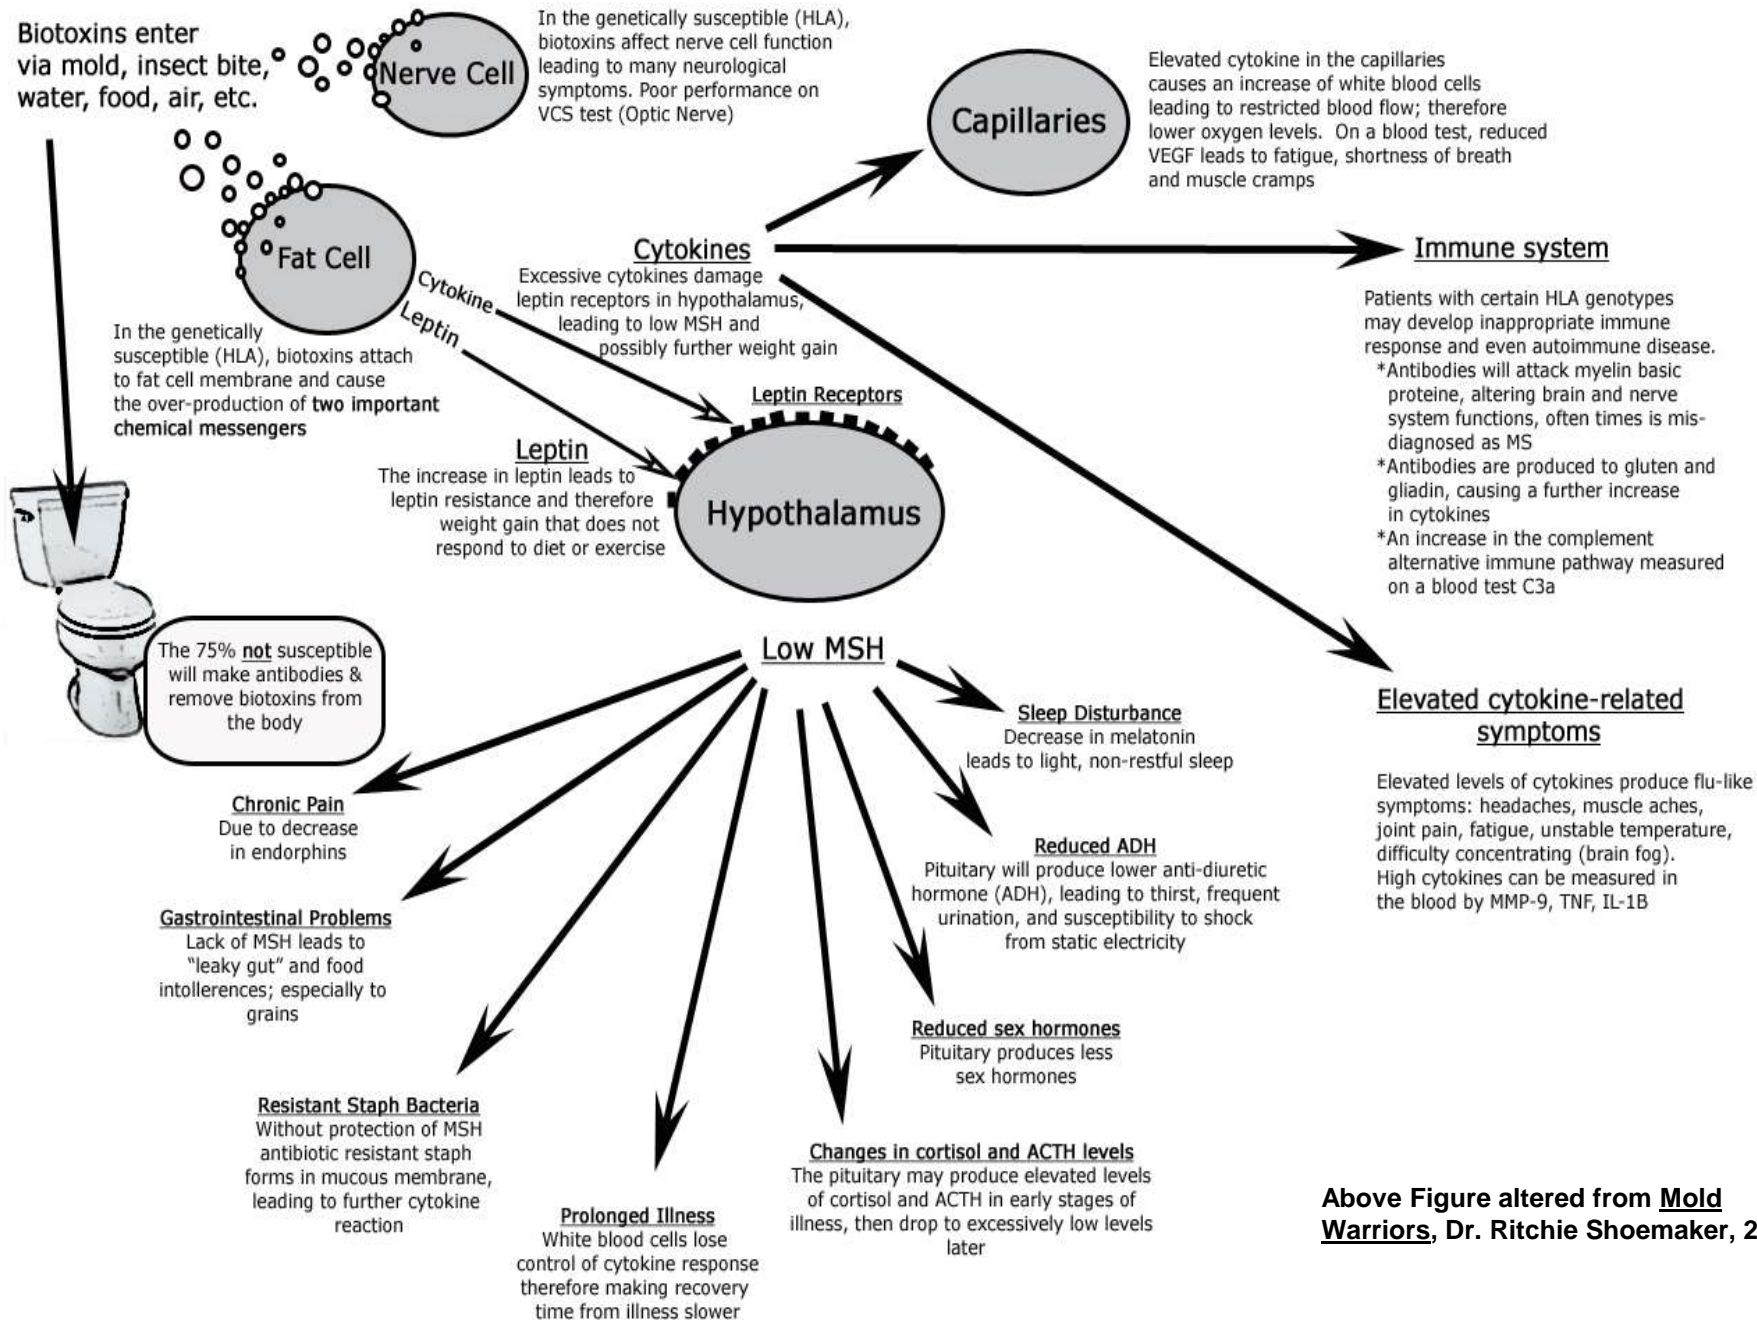 Biotoxins enter
via mold, insect bite,
water, food, air, etc.
Nerve Cell
In the genetically susceptible (HLA),
biotoxins affect nerve cell function
leading to many neurological
symptoms. Poor performance on
VCS test (Optic Nerve)
Capillaries
Elevated cytokine in the capillaries
causes an increase of white blood cells
leading to restricted blood flow; therefore
lower oxygen levels. On a blood test, reduced
VEGF leads to fatigue, shortness of breath
and muscle cramps
Fat Cell
In the genetically
susceptible (HLA), biotoxins attach
to fat cell membrane and cause
the over-production of two important
chemical messengers
Cytokine
Leptin
Cytokines
Excessive cytokines damage
leptin receptors in hypothalamus,
leading to low MSH and
possibly further weight gain
Immune system
Patients with certain HLA genotypes
may develop inappropriate immune
response and even autoimmune disease.
*Antibodies will attack myelin basic
proteine, altering brain and nerve
system functions, often times is mis-
diagnosed as MS
*Antibodies are produced to gluten and
gliadin, causing a further increase
in cytokines
*An increase in the complement
alternative immune pathway measured
on a blood test C3a
Leptin Receptors
Leptin
The increase in leptin leads to
leptin resistance and therefore
weight gain that does not
respond to diet or exercise
Hypothalamus
The 75% not susceptible
will make antibodies &
remove biotoxins from
the body
Low MSH
Elevated cytokine-related
symptoms
Elevated levels of cytokines produce flu-like
symptoms: headaches, muscle aches,
joint pain, fatigue, unstable temperature,
difficulty concentrating (brain fog).
High cytokines can be measured in
the blood by MMP-9, TNF, IL-1B
Sleep Disturbance
Decrease in melatonin
leads to light, non-restful sleep
Chronic Pain
Due to decrease
in endorphins
Reduced ADH
Pituitary will produce lower anti-diuretic
hormone (ADH), leading to thirst, frequent
urination, and susceptibility to shock
from static electricity
Gastrointestinal Problems
Lack of MSH leads to
“leaky gut” and food
intollerences; especially to
grains
Reduced sex hormones
Pituitary produces less
sex hormones
Resistant Staph Bacteria
Without protection of MSH
antibiotic resistant staph
forms in mucous membrane,
leading to further cytokine
reaction
Prolonged Illness
White blood cells lose
control of cytokine response
therefore making recovery
time from illness slower
Changes in cortisol and ACTH levels
The pituitary may produce elevated levels
of cortisol and ACTH in early stages of
illness, then drop to excessively low levels
later
Above Figure altered from Mold
Warriors, Dr. Ritchie Shoemaker, 2